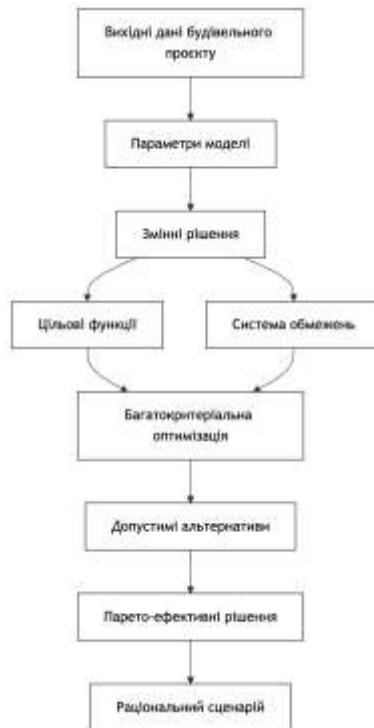 Вихідні дані будівельного
проєкту
Параметри моделі
Змінні рішення
Цільові функції
Система обмежень
Багатокритеріальна
оптимізація
Допустимі альтернативи
Парето-ефективні рішення
Раціональний сценарій